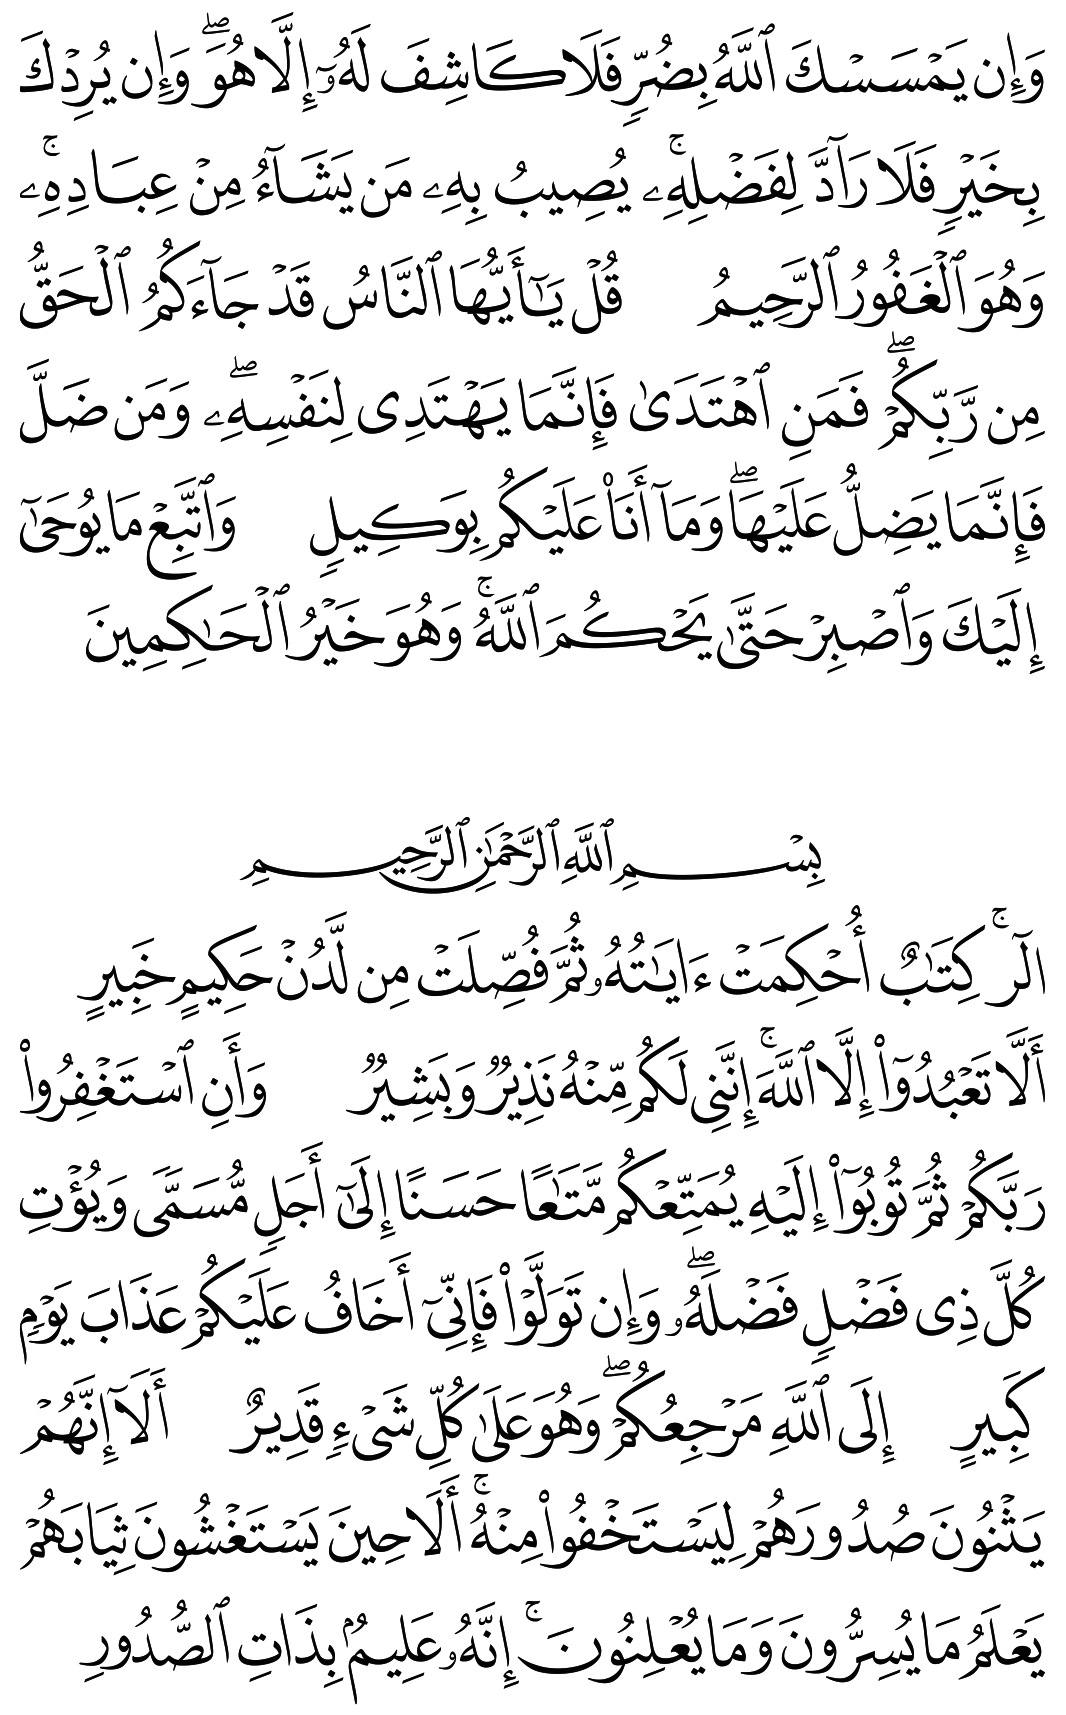 وَإِن يَمْسَسْكَ ٱللَّهُ بِضُرٍّ فَلَا كَاشِفَ لَهُۥٓ إِلَّا هُوَ ۖ وَإِن يُرِدْكَ
بِخَيْرٍ فَلَا رَآدَّ لِفَضْلِهِۦ ۚ يُصِيبُ بِهِۦ مَن يَشَآءُ مِنْ عِبَادِهِۦ ۚ
وَهُوَ ٱلْغَفُورُ ٱلرَّحِيمُ قُلْ يَـٰٓأَيُّهَا ٱلنَّاسُ قَدْ جَآءَكُمُ ٱلْحَقُّ
مِن رَّبِّكُمْ ۖ فَمَنِ ٱهْتَدَىٰ فَإِنَّمَا يَهْتَدِى لِنَفْسِهِۦ ۖ وَمَن ضَلَّ
فَإِنَّمَا يَضِلُّ عَلَيْهَا ۖ وَمَآ أَنَا۠ عَلَيْكُم بِوَكِيلٍ وَٱتَّبِعْ مَا يُوحَىٰٓ
إِلَيْكَ وَٱصْبِرْ حَتَّىٰ يَحْكُمَ ٱللَّهُ ۚ وَهُوَ خَيْرُ ٱلْحَـٰكِمِينَ
بِسْمِ ٱللَّهِ ٱلرَّحْمَـٰنِ ٱلرَّحِيمِ
الٓر ۚ كِتَـٰبٌ أُحْكِمَتْ ءَايَـٰتُهُۥ ثُمَّ فُصِّلَتْ مِن لَّدُنْ حَكِيمٍ خَبِيرٍ
أَلَّا تَعْبُدُوٓا۟ إِلَّا ٱللَّهَ ۚ إِنَّنِى لَكُم مِّنْهُ نَذِيرٌ وَبَشِيرٌ وَأَنِ ٱسْتَغْفِرُوا۟
رَبَّكُمْ ثُمَّ تُوبُوٓا۟ إِلَيْهِ يُمَتِّعْكُم مَّتَـٰعًا حَسَنًا إِلَىٰٓ أَجَلٍ مُّسَمًّى وَيُؤْتِ
كُلَّ ذِى فَضْلٍ فَضْلَهُۥ ۖ وَإِن تَوَلَّوْا۟ فَإِنِّىٓ أَخَافُ عَلَيْكُمْ عَذَابَ يَوْمٍ
كَبِيرٍ إِلَى ٱللَّهِ مَرْجِعُكُمْ ۖ وَهُوَ عَلَىٰ كُلِّ شَىْءٍ قَدِيرٌ أَلَآ إِنَّهُمْ
يَثْنُونَ صُدُورَهُمْ لِيَسْتَخْفُوا۟ مِنْهُ ۚ أَلَا حِينَ يَسْتَغْشُونَ ثِيَابَهُمْ
يَعْلَمُ مَا يُسِرُّونَ وَمَا يُعْلِنُونَ ۚ إِنَّهُۥ عَلِيمٌۢ بِذَاتِ ٱلصُّدُورِ